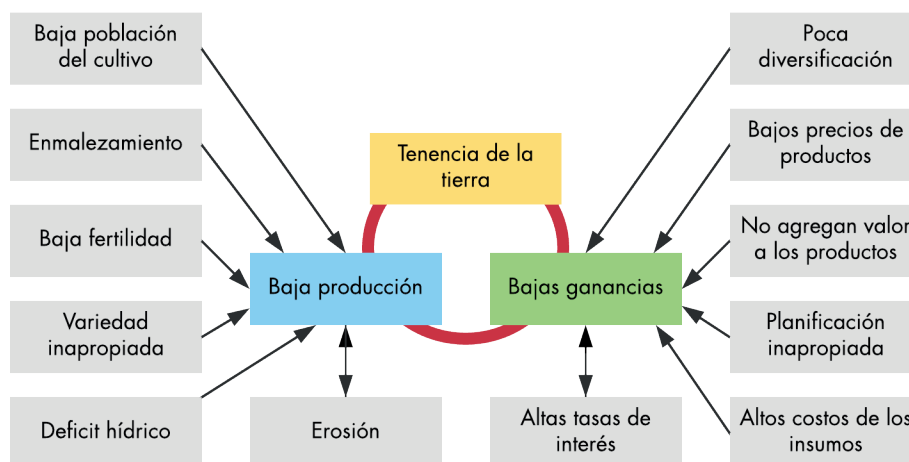 Baja población
del cultivo
Poca
diversificación
Enmalezamiento
Tenencia de la
tierra
Bajos precios de
productos
Baja fertilidad
No agregan valor
a los productos
Baja producción
Bajas ganancias
Variedad
inapropiada
Planificación
inapropiada
Deficit hídrico
Erosión
Altas tasas de
interés
Altos costos de los
insumos